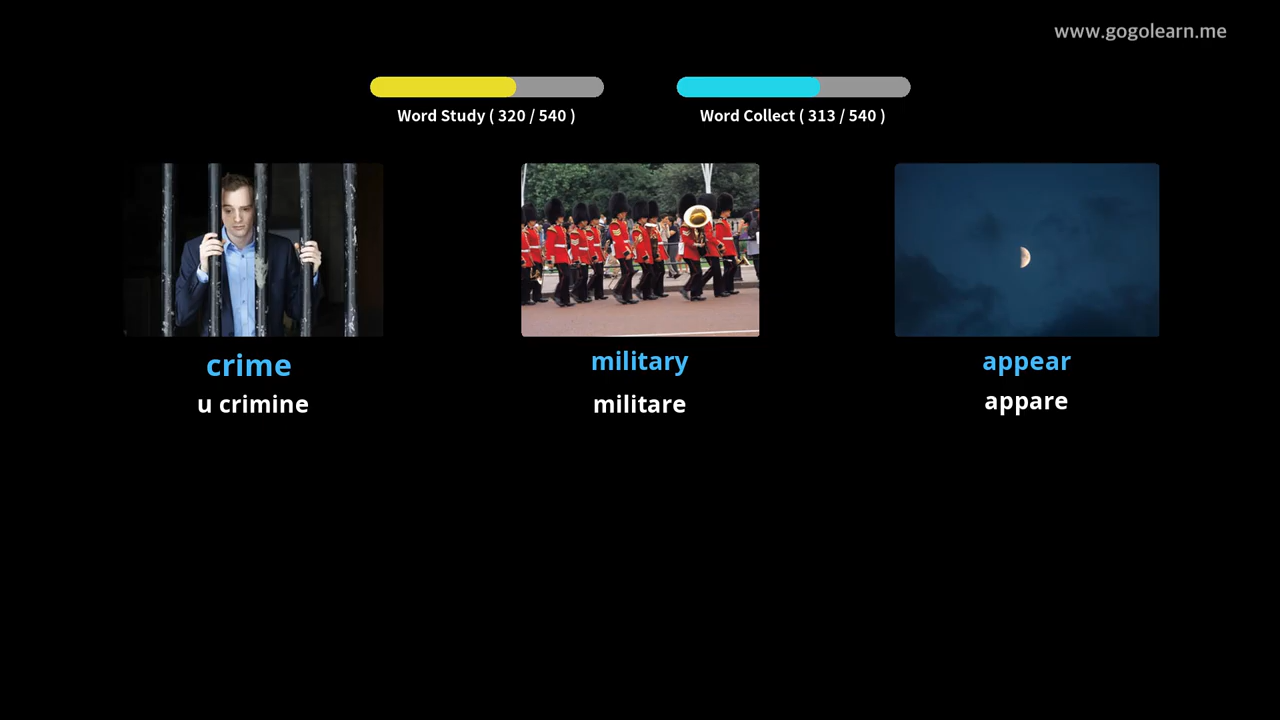 www.gogolearn.me
Word Study ( 320 / 540 )
Word Collect ( 313 / 540 )
crime
military
appear
u crimine
militare
appare